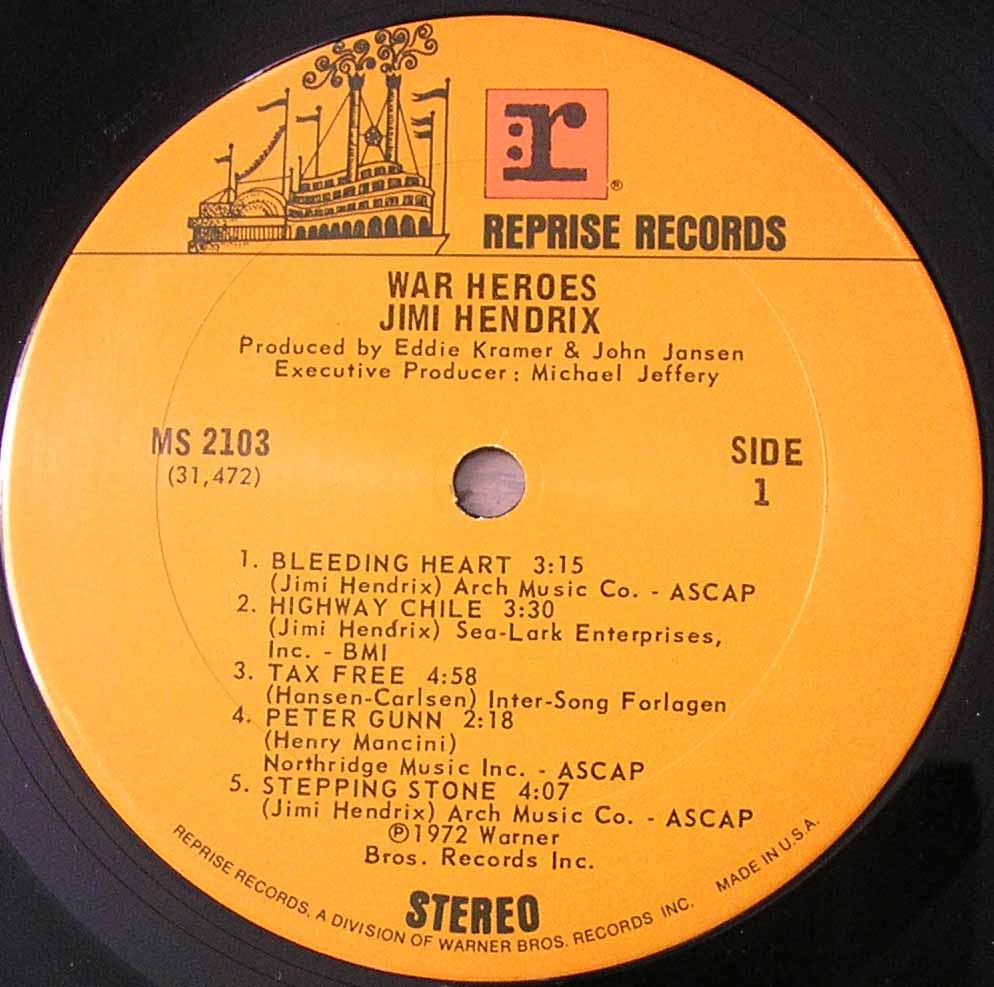 :r
®
REPRISE RECORDS
WAR HEROES
JIMI HENDRIX
Produced by Eddie Kramer & John Jansen
Executive Producer: Michael Jeffery
MS 2103
(31,472)
SIDE
1
1. BLEEDING HEART 3:15
(Jimi Hendrix) Arch Music Co. - ASCAP
2. HIGHWAY CHILE 3:30
(Jimi Hendrix) Sea-Lark Enterprises,
Inc. - BMI
3. TAX FREE 4:58
(Hansen-Carlsen) Inter-Song Forlagen
4. PETER GUNN 2:18
(Henry Mancini)
Northridge Music Inc. - ASCAP
5. STEPPING STONE 4:07
(Jimi Hendrix) Arch Music Co. - ASCAP
℗1972 Warner
Bros. Records Inc.
STEREO
REPRISE RECORDS, A DIVISION OF WARNER BROS. RECORDS INC. MADE IN U.S.A.